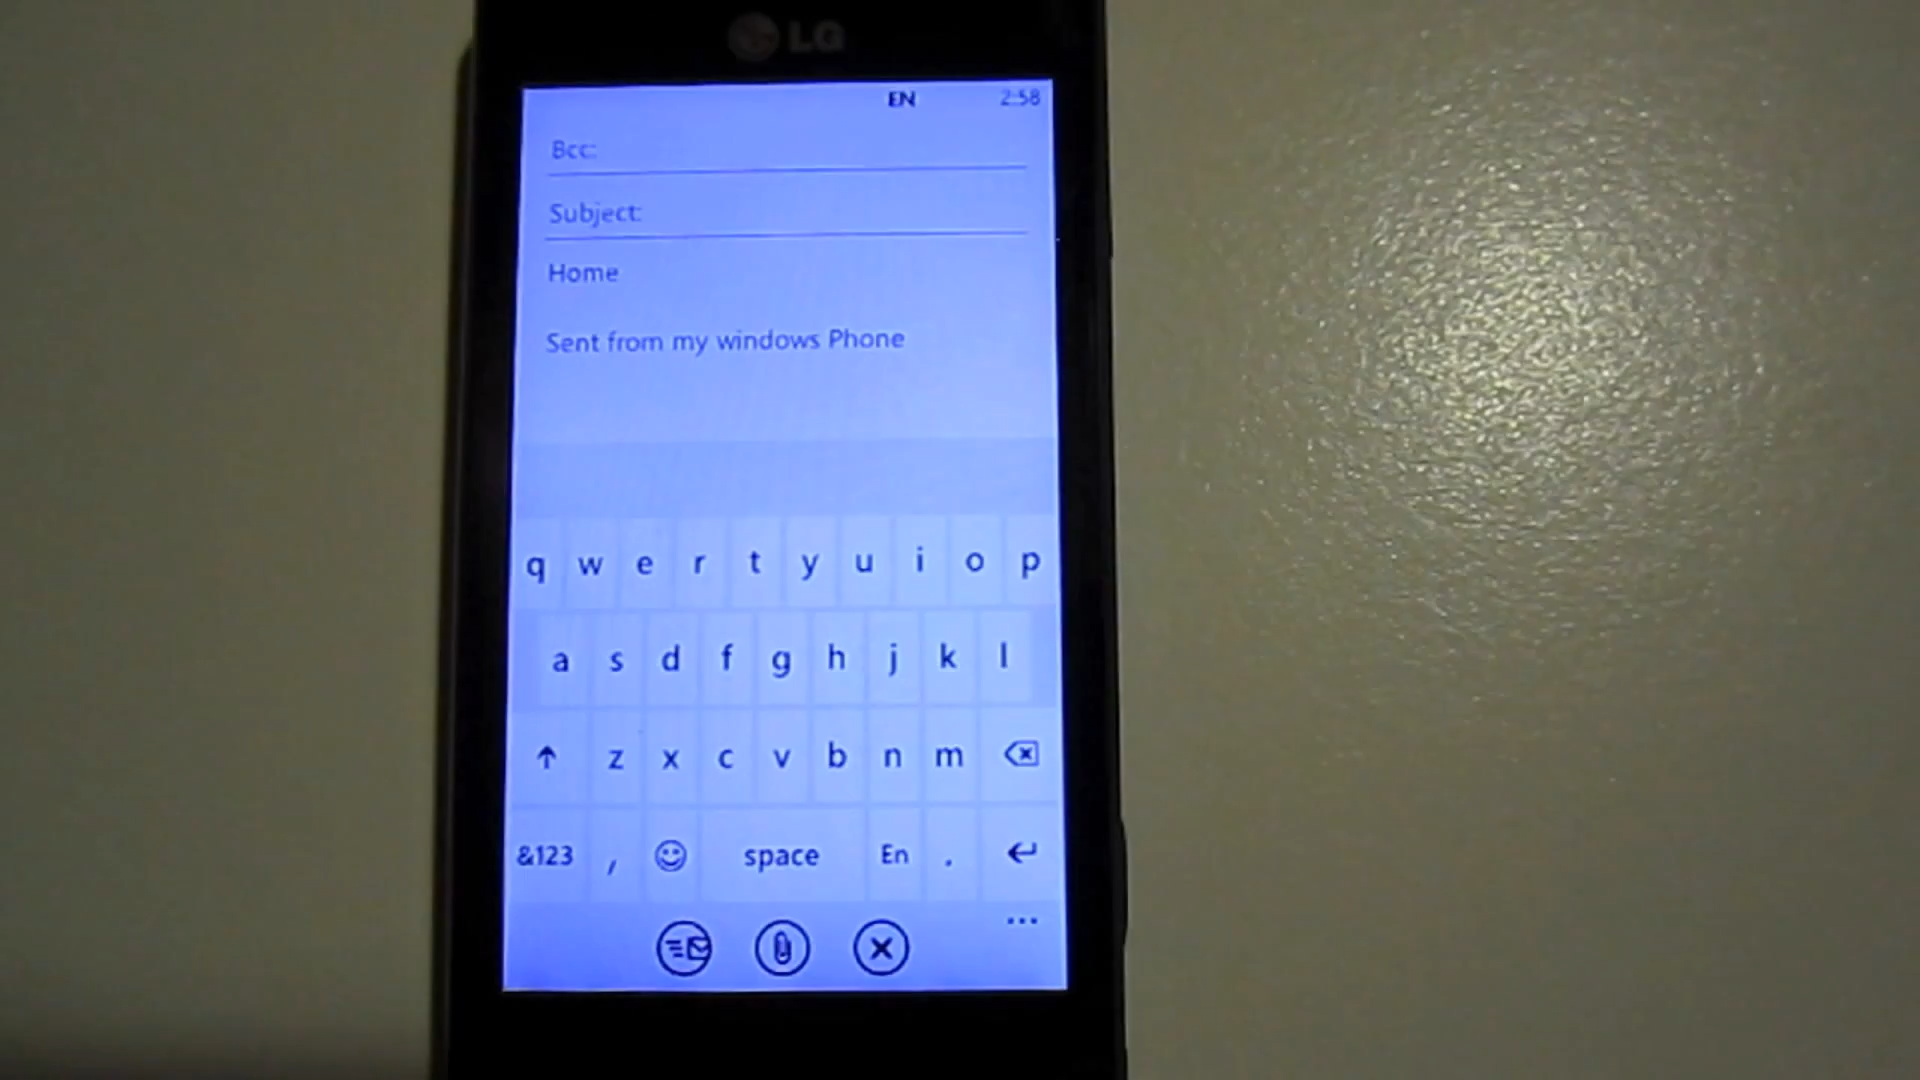 LG
EN 2:58
Bcc:
Subject:
Home
Sent from my windows Phone
q w e r t y u i o p
a s d f g h j k l
z x c v b n m
&123 , space En .